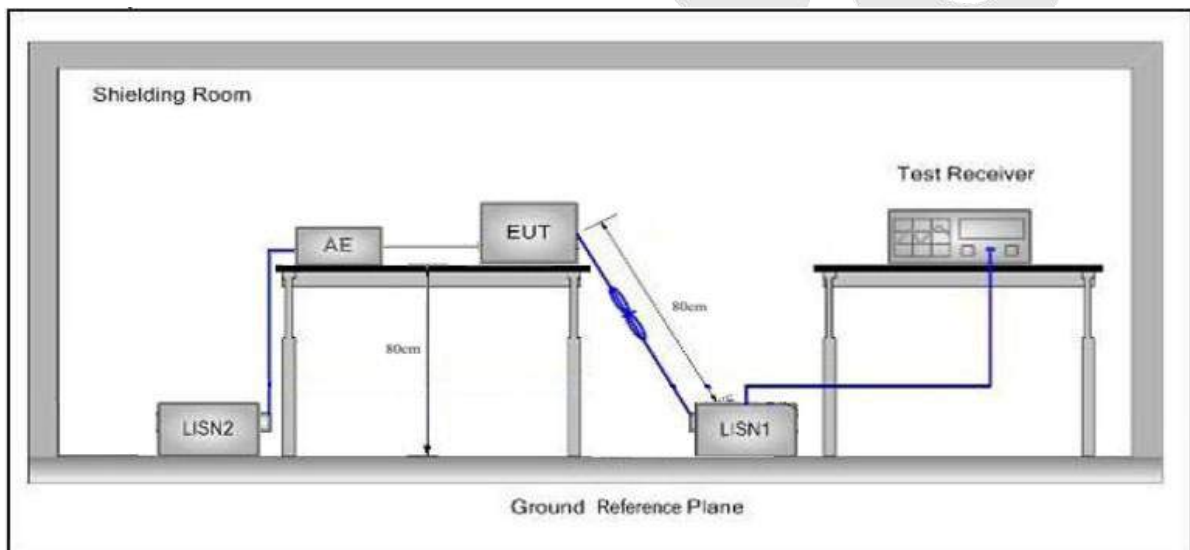 Shielding Room
Test Receiver
EUT
AE
80cm
80cm
LISN2
LISN1
Ground Reference Plane